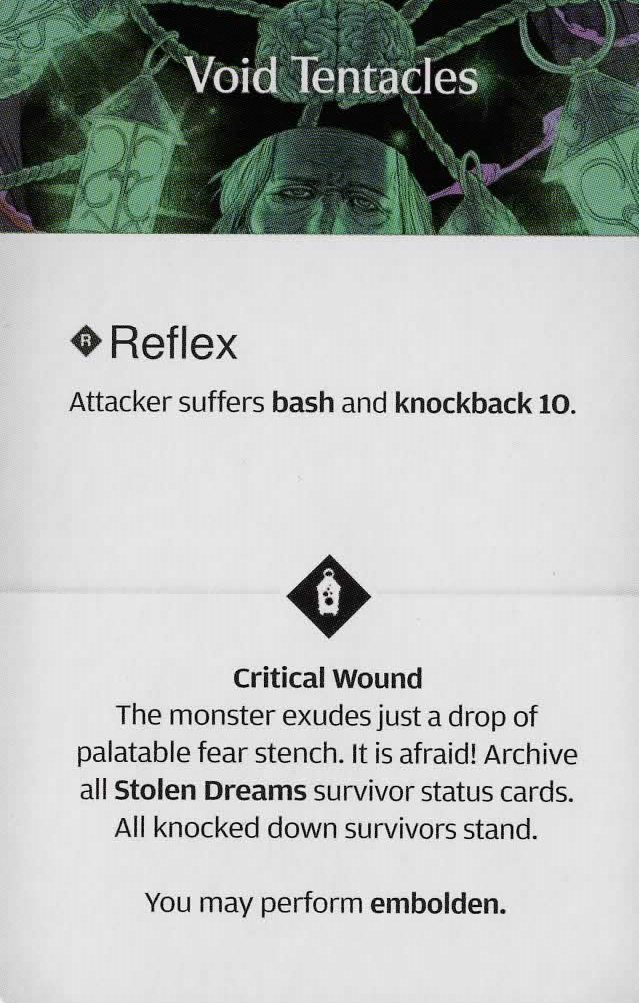 Void Tentacles
R Reflex
Attacker suffers bash and knockback 10.
Critical Wound
The monster exudes just a drop of
palatable fear stench. It is afraid! Archive
all Stolen Dreams survivor status cards.
All knocked down survivors stand.
You may perform embolden.